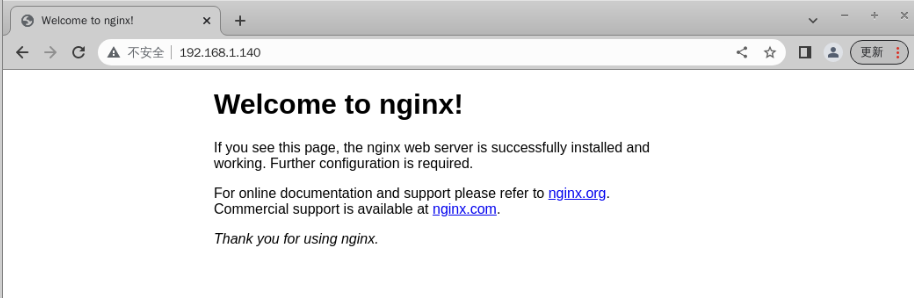 Welcome to nginx!
不安全 192.168.1.140
更新
Welcome to nginx!
If you see this page, the nginx web server is successfully installed and
working. Further configuration is required.
For online documentation and support please refer to nginx.org.
Commercial support is available at nginx.com.
Thank you for using nginx.